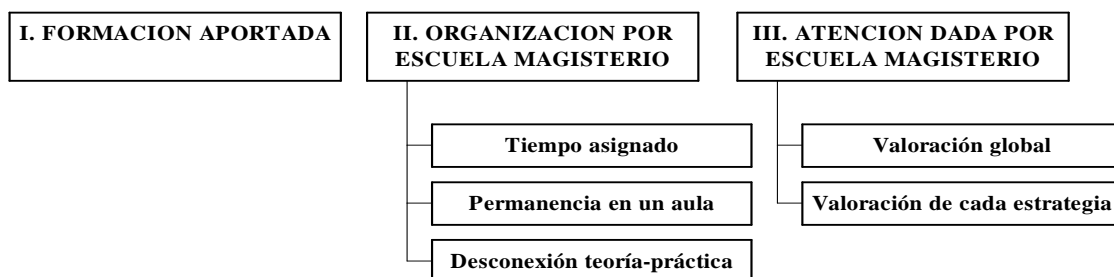 I. FORMACION APORTADA
II. ORGANIZACION POR
ESCUELA MAGISTERIO
Tiempo asignado
Permanencia en un aula
Desconexión teoría-práctica
III. ATENCION DADA POR
ESCUELA MAGISTERIO
Valoración global
Valoración de cada estrategia